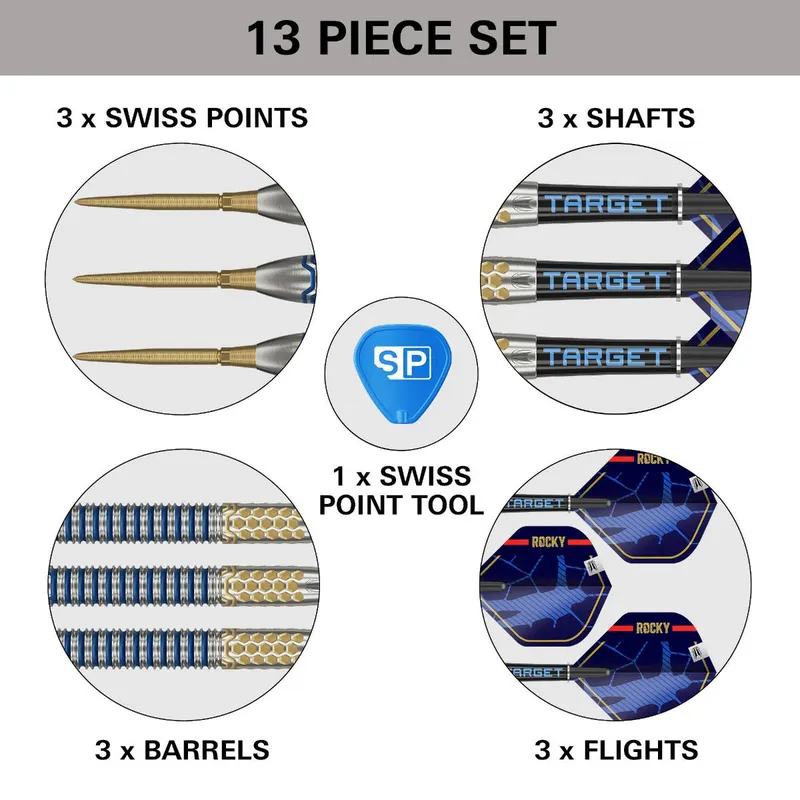 13 PIECE SET
3 x SWISS POINTS
3 x SHAFTS
TARGET
TARGET
TARGET
SP
1 x SWISS
POINT TOOL
ROCKY
TARGET
ROCKY
ROCKY
TARGET
3 x BARRELS
3 x FLIGHTS